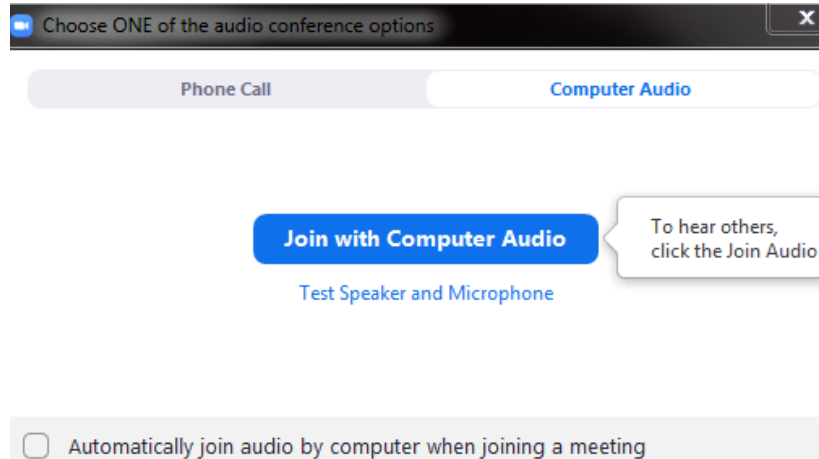 Choose ONE of the audio conference options
Phone Call
Computer Audio
Join with Computer Audio
To hear others,
click the Join Audio
Test Speaker and Microphone
Automatically join audio by computer when joining a meeting